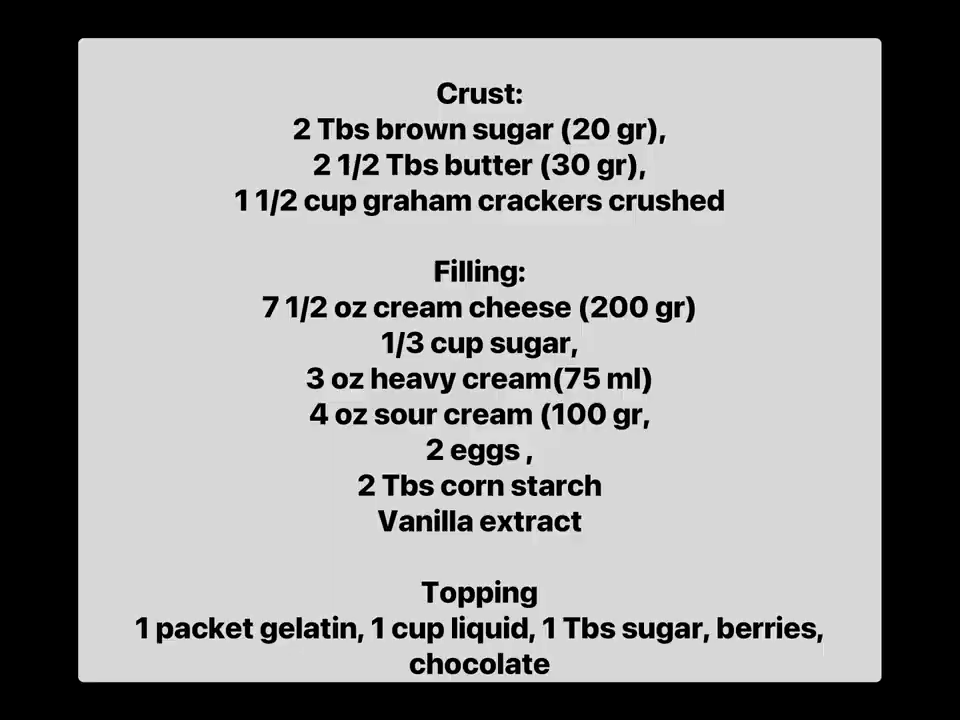 Crust:
2 Tbs brown sugar (20 gr),
2 1/2 Tbs butter (30 gr),
1 1/2 cup graham crackers crushed
Filling:
7 1/2 oz cream cheese (200 gr)
1/3 cup sugar,
3 oz heavy cream(75 ml)
4 oz sour cream (100 gr,
2 eggs ,
2 Tbs corn starch
Vanilla extract
Topping
1 packet gelatin, 1 cup liquid, 1 Tbs sugar, berries,
chocolate